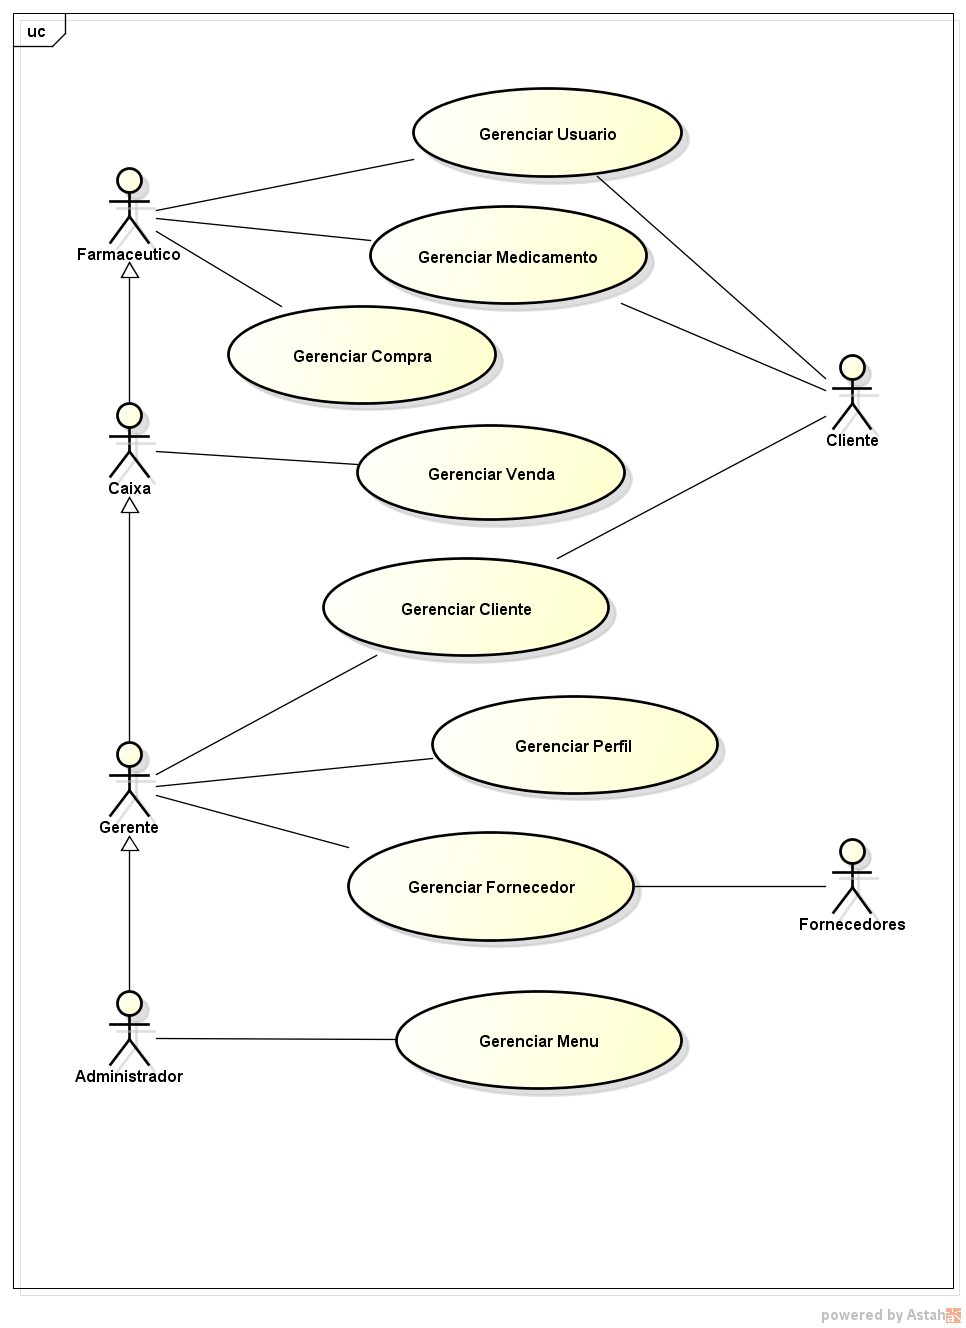 uc
Gerenciar Usuario
Farmaceutico
Gerenciar Medicamento
Gerenciar Compra
Cliente
Caixa
Gerenciar Venda
Gerenciar Cliente
Gerenciar Perfil
Gerente
Gerenciar Fornecedor
Fornecedores
Gerenciar Menu
Administrador
powered by Astah